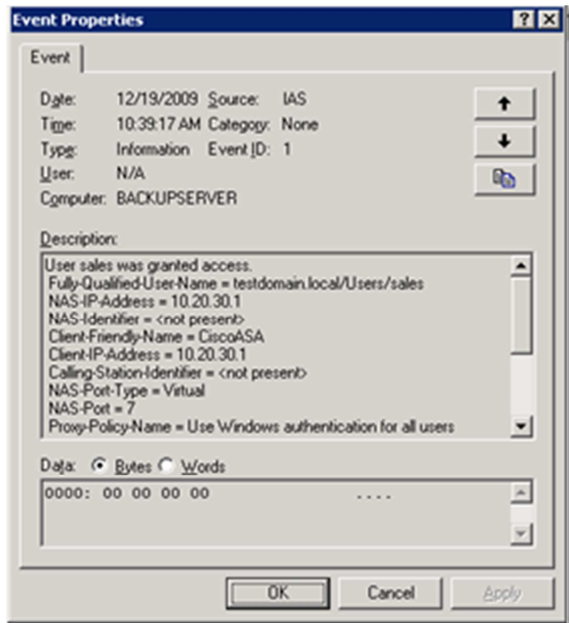 Event Properties
Event
Date: 12/19/2009 Source: IAS
Time: 10:39:17 AM Category: None
Type: Information Event ID: 1
User: N/A
Computer: BACKUPSERVER
Description:
User sales was granted access.
Fully-Qualified-User-Name = testdomain.local/Users/sales
NAS-IP-Address = 10.20.30.1
NAS-Identifier = <not present>
Client-Friendly-Name = CiscoASA
Client-IP-Address = 10.20.30.1
Calling-Station-Identifier = <not present>
NAS-Port-Type = Virtual
NAS-Port = 7
Proxy-Policy-Name = Use Windows authentication for all users
Data: Bytes Words
0000: 00 00 00 00 ....
OK Cancel Apply